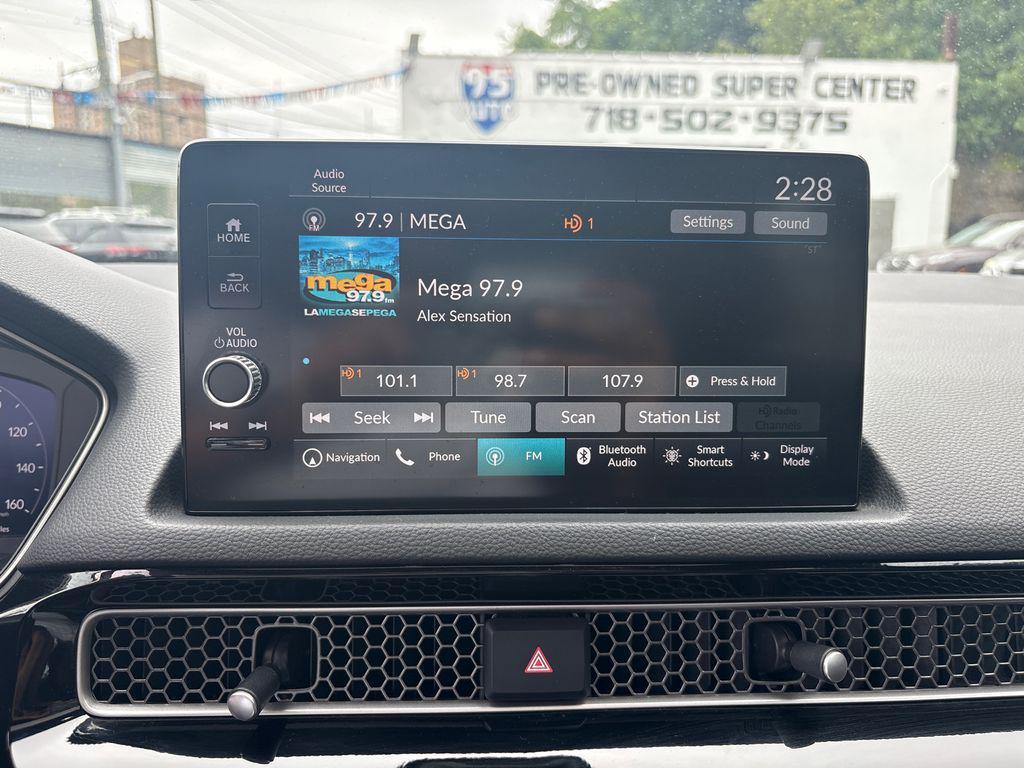 95
AUTO
PRE-OWNED SUPER CENTER
718-502-9375
Audio
Source
2:28
HOME
BACK
VOL
AUDIO
FM
97.9 | MEGA
HD 1
Settings
Sound
"ST"
mega
97.9 fm
LAMEGASEPEGA
Mega 97.9
Alex Sensation
HD 1
101.1
HD 1
98.7
107.9
Press & Hold
Seek
Tune
Scan
Station List
HD Radio
Channels
Navigation
Phone
FM
Bluetooth
Audio
Smart
Shortcuts
Display
Mode
120
140
160